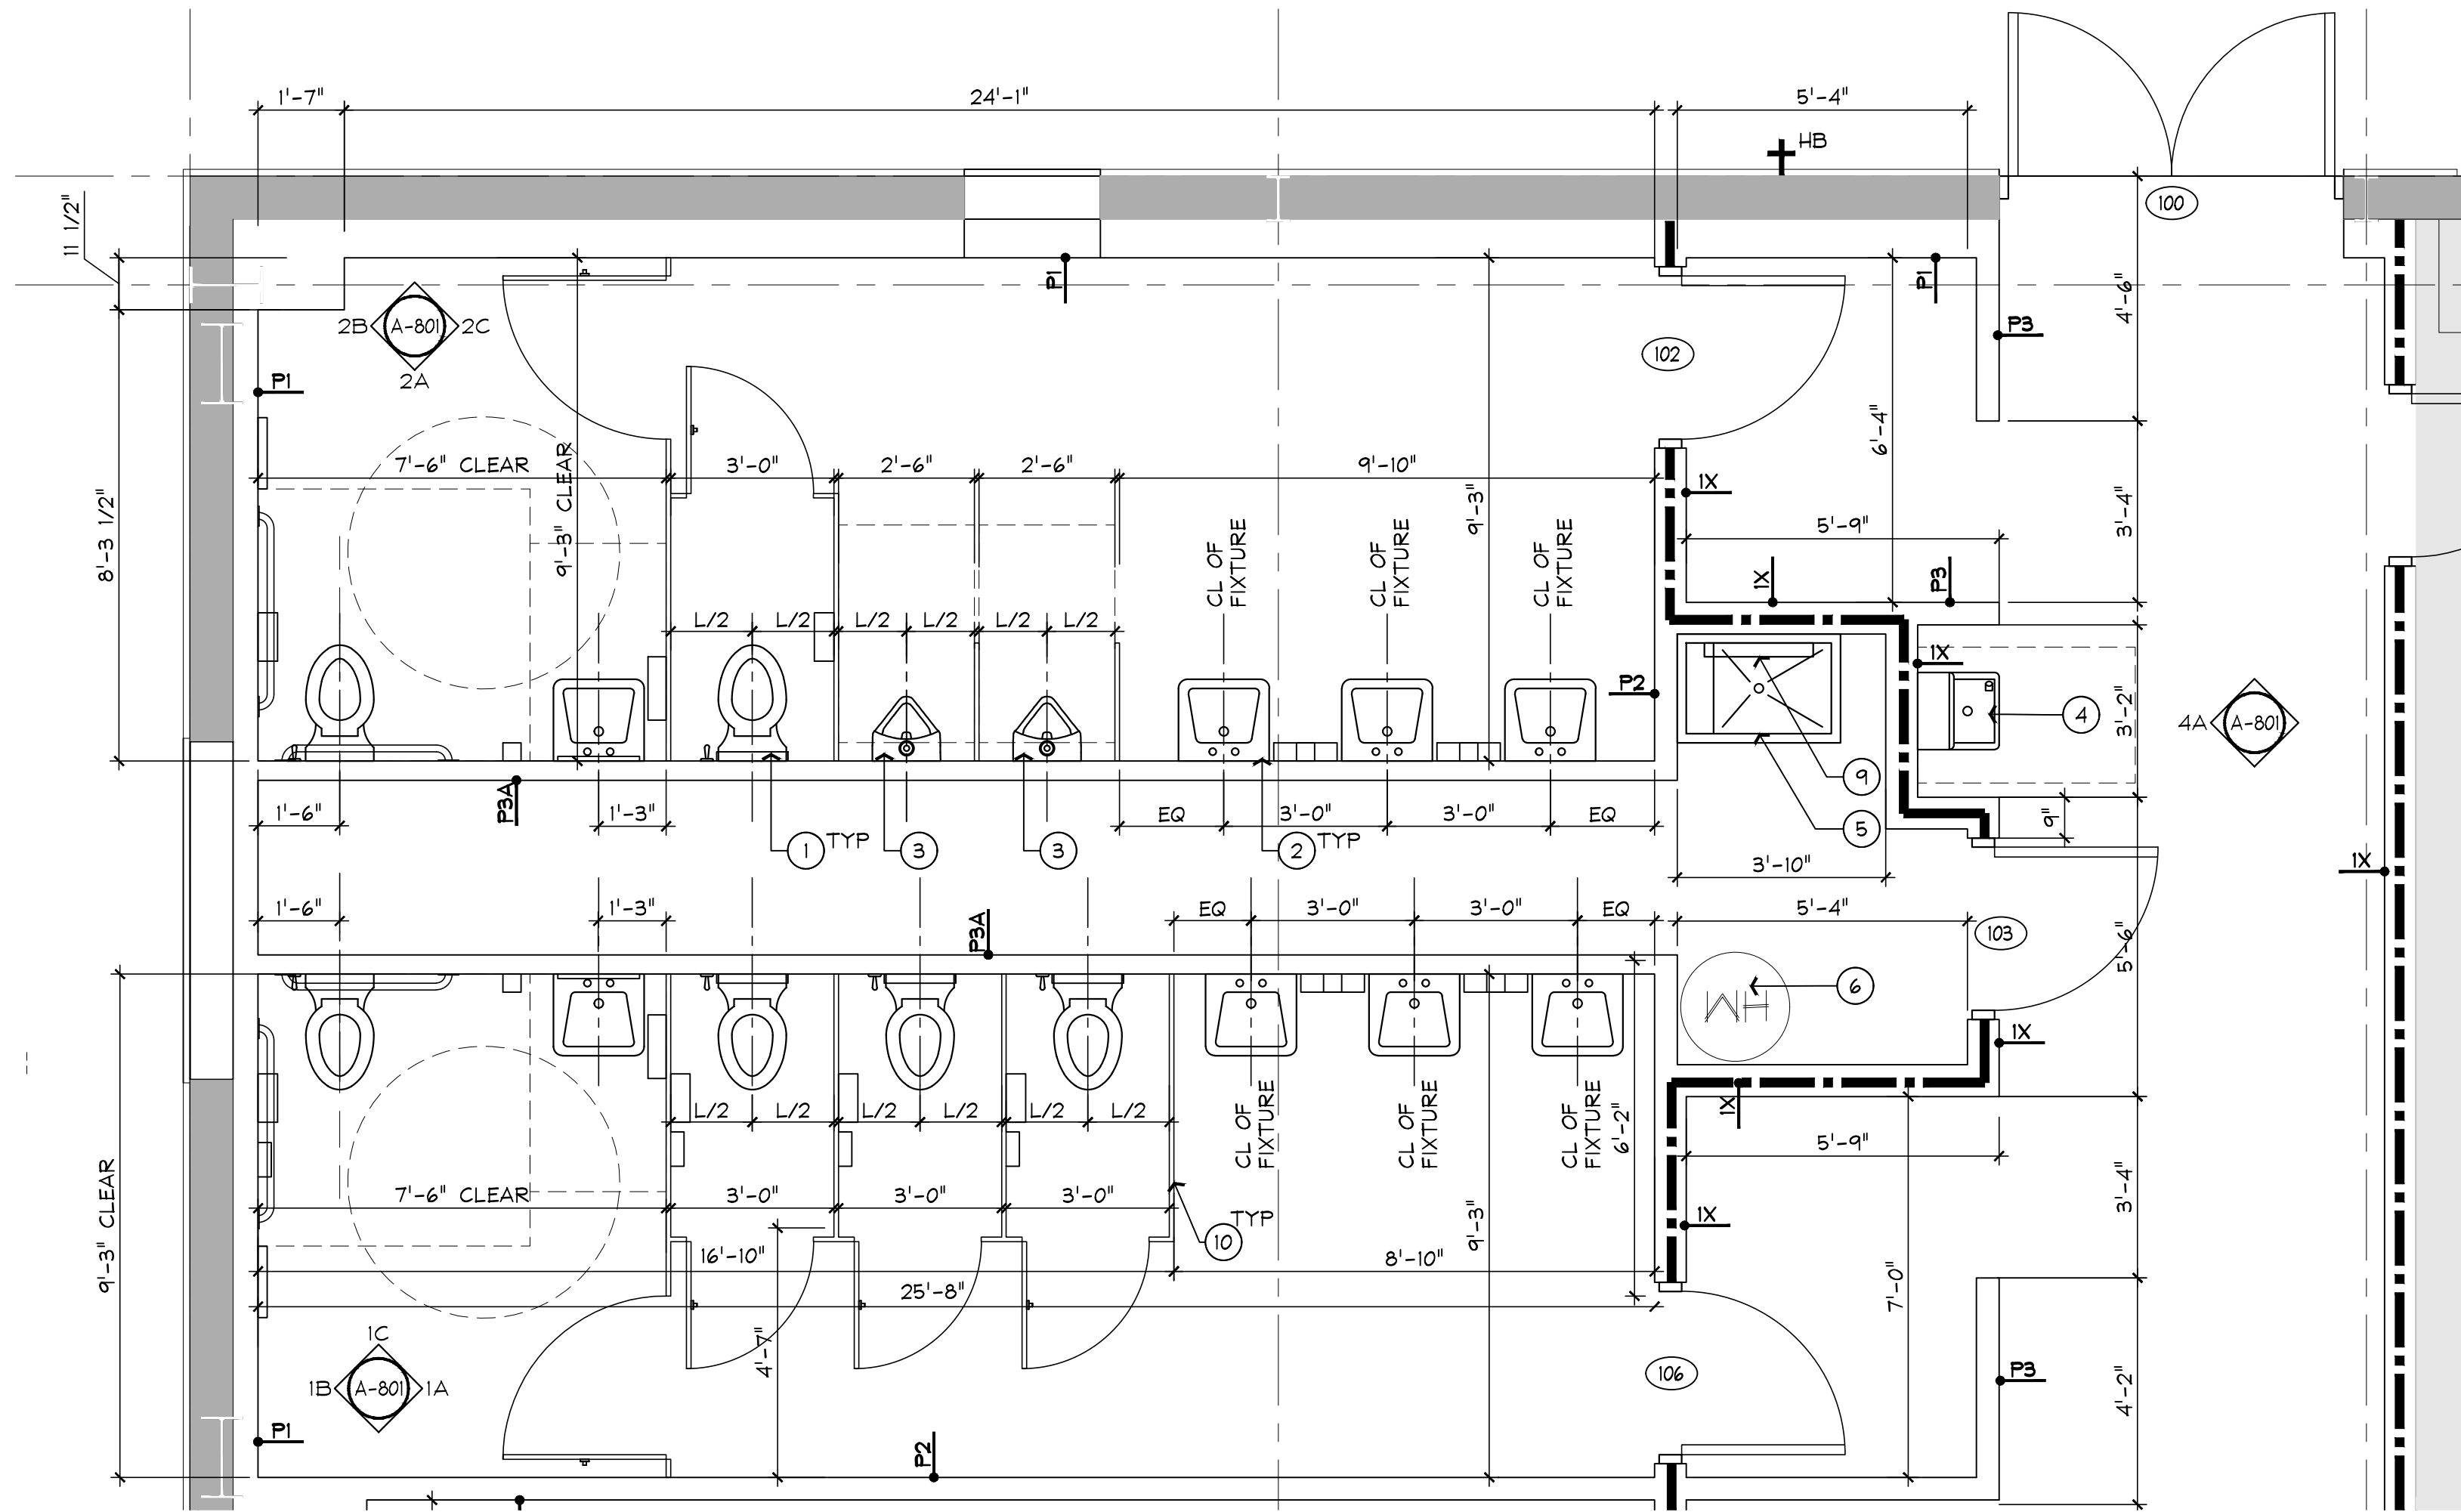 1'-7"
24'-1"
5'-4"
HB
11 1/2"
100
P1
P1
4'-6"
2B
A-801
2C
2A
P3
102
P1
6'-4"
7'-6" CLEAR
3'-0"
2'-6"
2'-6"
9'-10"
9'-3" CLEAR
9'-3"
1X
8'-3 1/2"
3'-4"
5'-9"
CL OF
FIXTURE
CL OF
FIXTURE
CL OF
FIXTURE
1X
P3
L/2
L/2
L/2
L/2
L/2
L/2
1X
P2
3'-2"
4
4A
A-801
9
P3A
1'-6"
1'-3"
EQ
3'-0"
3'-0"
EQ
9"
5
1
TYP
3
3
2
TYP
3'-10"
1X
1'-6"
1'-3"
P3A
EQ
3'-0"
3'-0"
EQ
5'-4"
103
5'-6"
6
WH
1X
L/2
L/2
L/2
L/2
L/2
L/2
CL OF
FIXTURE
CL OF
FIXTURE
CL OF
FIXTURE
6'-2"
1X
5'-9"
7'-6" CLEAR
3'-0"
3'-0"
3'-0"
3'-4"
9'-3" CLEAR
TYP
10
9'-3"
1X
16'-10"
8'-10"
25'-8"
7'-0"
4'-7"
1C
1B
A-801
1A
106
P3
4'-2"
P1
P2